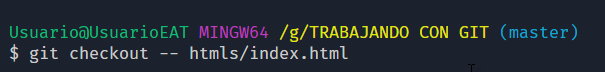 Usuario@UsuarioEAT MINGW64 /g/TRABAJANDO CON GIT (master)
$ git checkout -- htmls/index.html